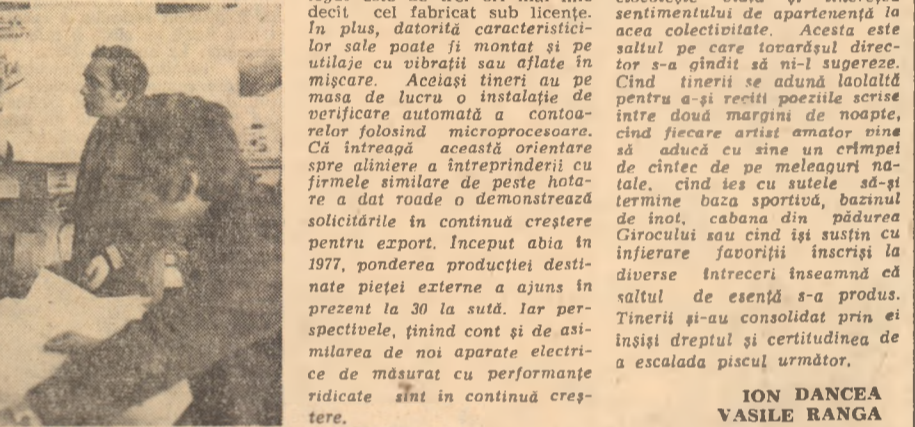 decit cel fabricat sub licențe.
In plus, datorită caracteristici-
lor sale poate fi montat și pe
utilaje cu vibrații sau aflate în
mișcare. Aceiași tineri au pe
masa de lucru o instalație de
verificare automată a contoa-
relor folosind microprocesoare.
Că întreagă această orientare
spre aliniere a întreprinderii cu
firmele similare de peste hota-
re a dat roade o demonstrează
solicitările în continuă creștere
pentru export. Început abia în
1977, ponderea producției desti-
nate pieței externe a ajuns în
prezent la 30 la sută. Iar per-
spectivele, ținînd cont și de asi-
milarea de noi aparate electri-
ce de măsurat cu performanțe
ridicate sînt în continuă creș-
tere.
sentimentului de apartenență la
acea colectivitate. Acesta este
saltul pe care tovarășul direc-
tor s-a gîndit să ni-l sugereze.
Cînd tinerii se adună laolaltă
pentru a-și reciti poeziile scrise
între două margini de noapte,
cînd fiecare artist amator vine
să aducă cu sine un crîmpei
de cîntec de pe meleaguri na-
tale, cînd ies cu sutele să-și
termine baza sportivă, bazinul
de înot, cabana din pădurea
Girocului sau cînd își susțin cu
înfierare favoriții înscriși la
diverse întreceri înseamnă că
saltul de esență s-a produs.
Tinerii și-au consolidat prin ei
înșiși dreptul și certitudinea de
a escalada piscul următor.
ION DANCEA
VASILE RANGA